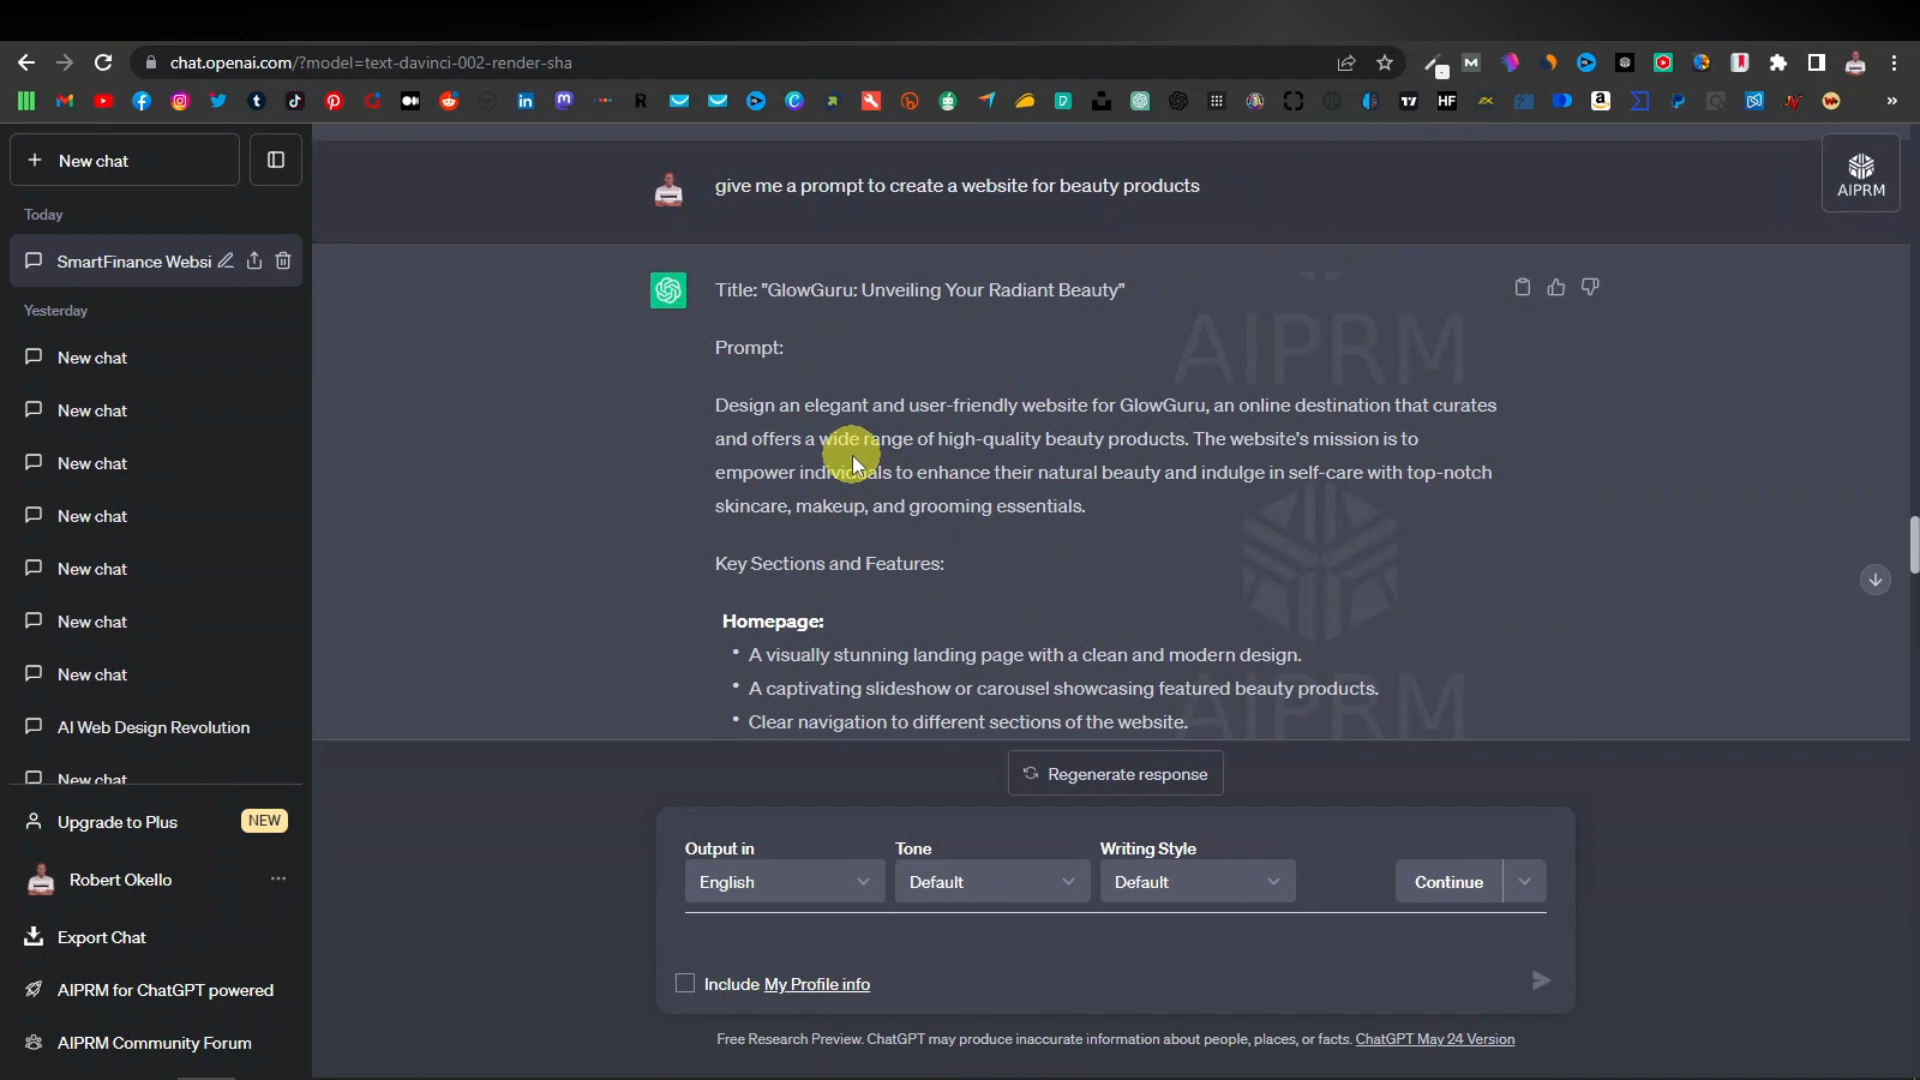 chat.openai.com/?model=text-davinci-002-render-sha
New chat
Today
SmartFinance Websi
Yesterday
New chat
New chat
New chat
New chat
New chat
New chat
New chat
AI Web Design Revolution
New chat
Upgrade to Plus NEW
Robert Okello
Export Chat
AIPRM for ChatGPT powered
AIPRM Community Forum
give me a prompt to create a website for beauty products
AIPRM
Title: "GlowGuru: Unveiling Your Radiant Beauty"
AIPRM
Prompt:
Design an elegant and user-friendly website for GlowGuru, an online destination that curates
and offers a wide range of high-quality beauty products. The website's mission is to
empower individuals to enhance their natural beauty and indulge in self-care with top-notch
skincare, makeup, and grooming essentials.
Key Sections and Features:
Homepage:
• A visually stunning landing page with a clean and modern design.
• A captivating slideshow or carousel showcasing featured beauty products.
• Clear navigation to different sections of the website.
AIPRM
Regenerate response
Output in Tone Writing Style
English Default Default Continue
Include My Profile info
Free Research Preview. ChatGPT may produce inaccurate information about people, places, or facts. ChatGPT May 24 Version